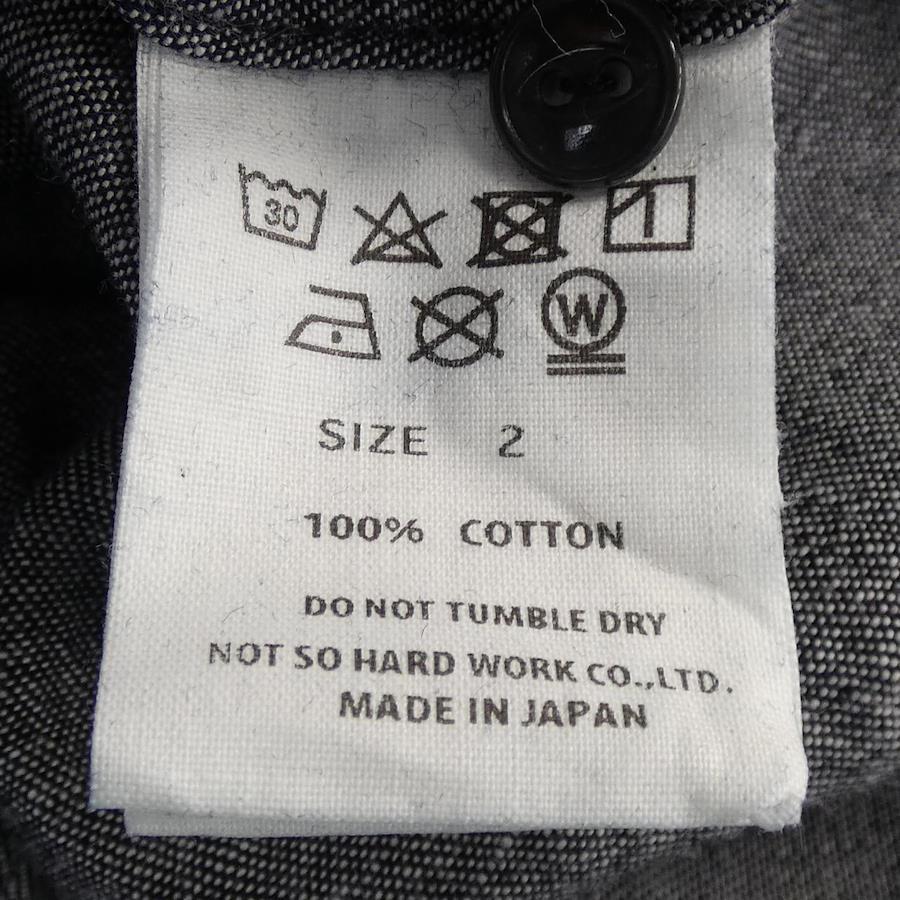 30
W
SIZE 2
100% COTTON
DO NOT TUMBLE DRY
NOT SO HARD WORK CO.,LTD.
MADE IN JAPAN